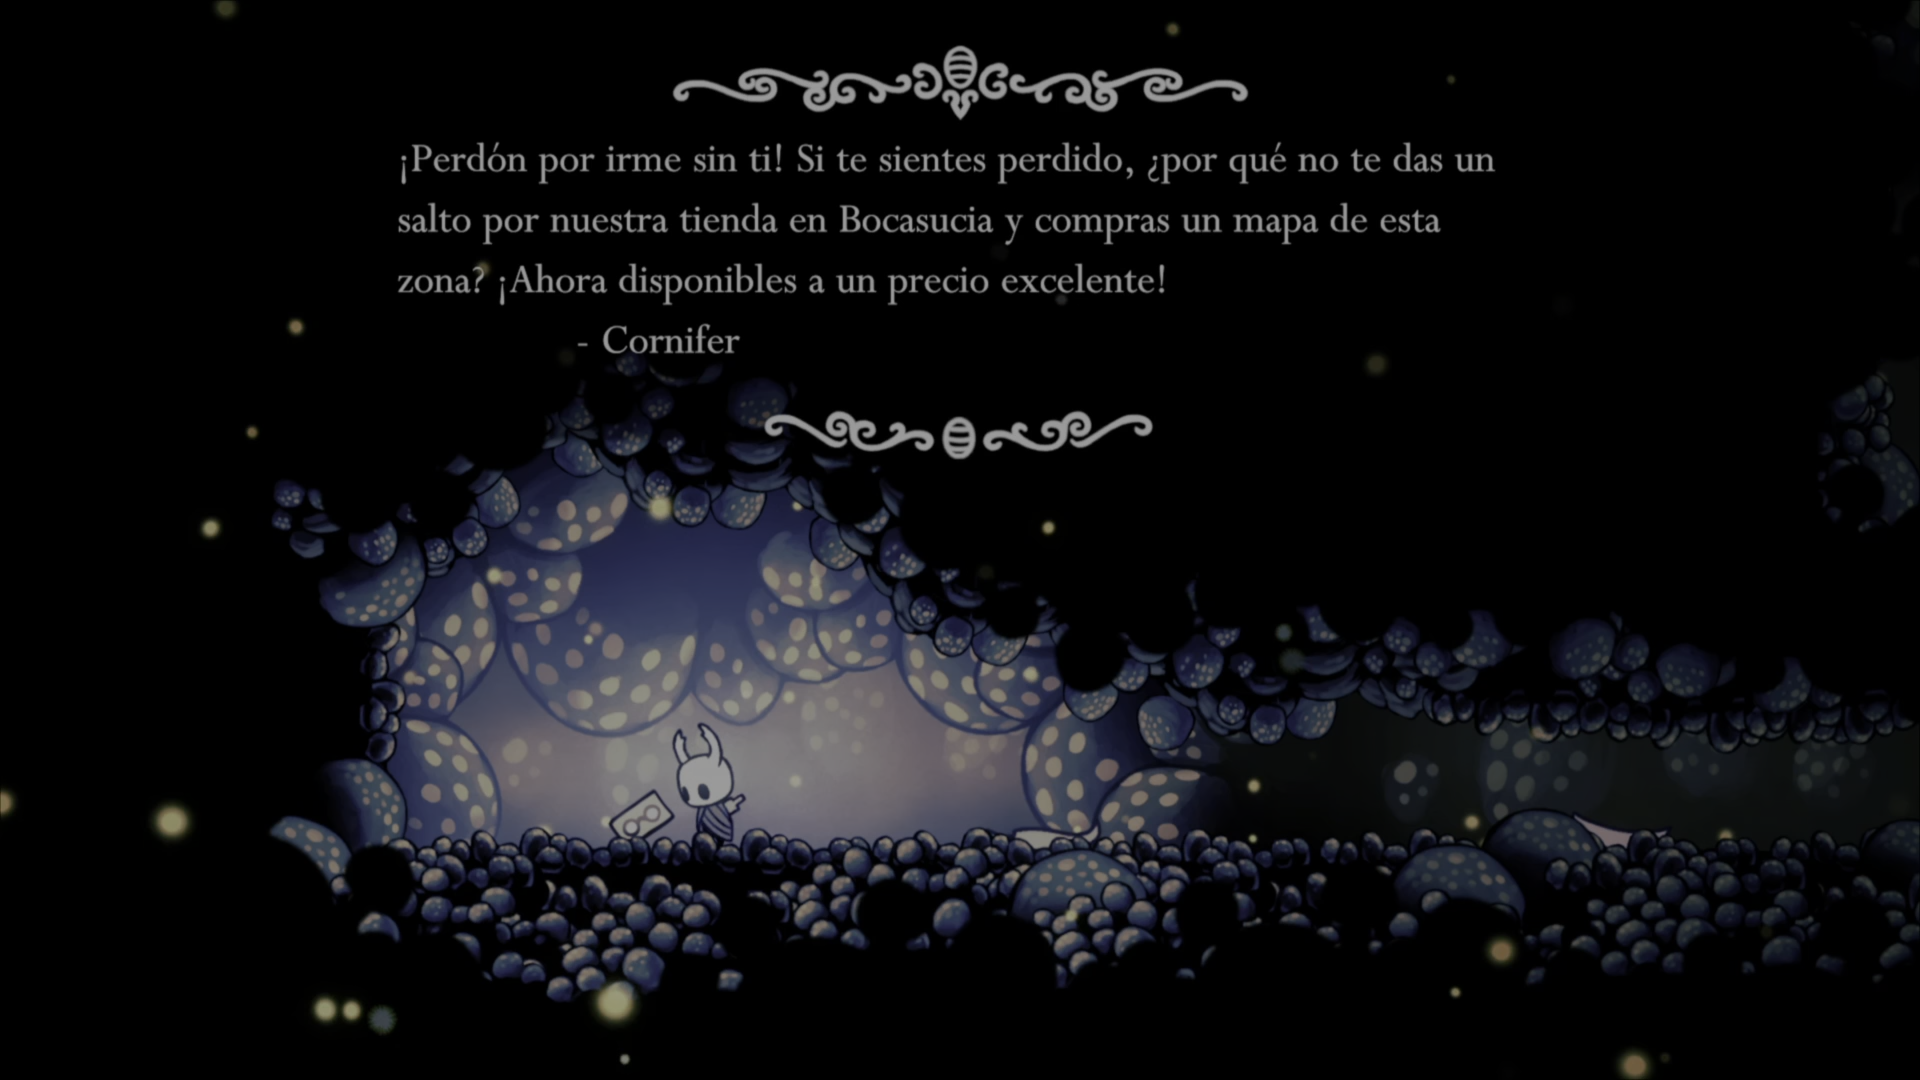 ¡Perdón por irme sin ti! Si te sientes perdido, ¿por qué no te das un
salto por nuestra tienda en Bocasucia y compras un mapa de esta
zona? ¡Ahora disponibles a un precio excelente!
- Cornifer